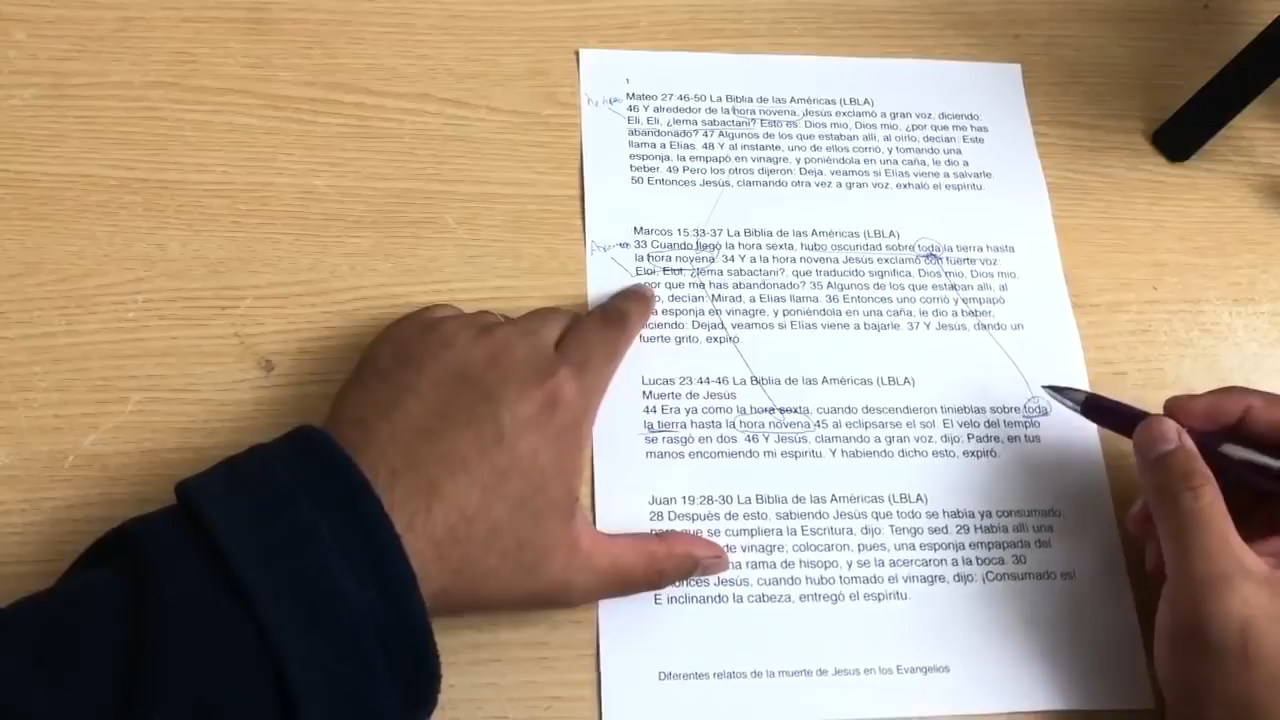 1
Mateo 27:46-50 La Biblia de las Américas (LBLA)
46 Y alrededor de la hora novena, Jesús exclamó a gran voz, diciendo:
Elí, Elí, ¿lema sabactani? Esto es: Dios mío, Dios mío, ¿por qué me has
abandonado? 47 Algunos de los que estaban allí, al oírlo, decían: Este
llama a Elías. 48 Y al instante, uno de ellos corrió, y tomando una
esponja, la empapó en vinagre, y poniéndola en una caña, le dio a
beber. 49 Pero los otros dijeron: Deja, veamos si Elías viene a salvarle.
50 Entonces Jesús, clamando otra vez a gran voz, exhaló el espíritu.
Marcos 15:33-37 La Biblia de las Américas (LBLA)
33 Cuando llegó la hora sexta, hubo oscuridad sobre toda la tierra hasta
la hora novena. 34 Y a la hora novena Jesús exclamó con fuerte voz:
Eloi, Eloi, ¿lema sabactani?, que traducido significa, Dios mío, Dios mío,
por qué me has abandonado? 35 Algunos de los que estaban allí, al
decían: Mirad, a Elías llama. 36 Entonces uno corrió y empapó
a esponja en vinagre, y poniéndola en una caña, le dio a beber,
iciendo: Dejad, veamos si Elías viene a bajarle. 37 Y Jesús, dando un
fuerte grito, expiró.
Lucas 23:44-46 La Biblia de las Américas (LBLA)
Muerte de Jesús
44 Era ya como la hora sexta, cuando descendieron tinieblas sobre toda
la tierra hasta la hora novena 45 al eclipsarse el sol. El velo del templo
se rasgó en dos. 46 Y Jesús, clamando a gran voz, dijo: Padre, en tus
manos encomiendo mi espíritu. Y habiendo dicho esto, expiró.
Juan 19:28-30 La Biblia de las Américas (LBLA)
28 Después de esto, sabiendo Jesús que todo se había ya consumado,
para que se cumpliera la Escritura, dijo: Tengo sed. 29 Había allí una
de vinagre; colocaron, pues, una esponja empapada del
na rama de hisopo, y se la acercaron a la boca. 30
Entonces Jesús, cuando hubo tomado el vinagre, dijo: ¡Consumado es!
E inclinando la cabeza, entregó el espíritu.
Diferentes relatos de la muerte de Jesus en los Evangelios